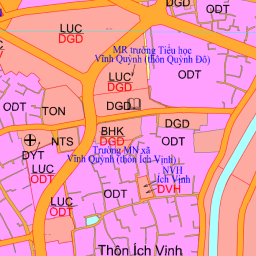 LUC
DGD
ODT
MR trường Tiểu học
Vĩnh Quỳnh (thôn Quỳnh Đô)
LUC
DGD
ODT
ODT
TON
DGD
DGD
BHK
DGD
ODT
NTS
DYT
Trường MN xã
Vĩnh Quỳnh (thôn Ích Vịnh)
LUC
ODT
NVH
Ích Vịnh
DVH
ODT
LUC
ODT
ODT
Thôn Ích Vịnh